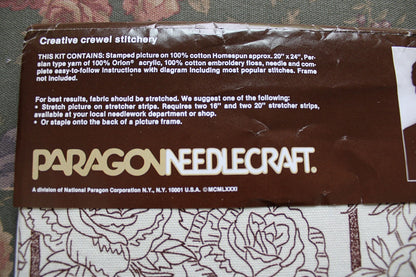 Creative crewel stitchery
THIS KIT CONTAINS: Stamped picture on 100% cotton Homespun approx. 20" x 24", Per-
sian type yarn of 100% Orlon® acrylic, 100% cotton embroidery floss, needle and com-
plete easy-to-follow instructions with diagram including most popular stitches. Frame
not included.
For best results, fabric should be stretched. We suggest one of the following:
• Stretch picture on stretcher strips. Requires two 16" and two 20" stretcher strips,
available at your local needlework department or shop.
• Or staple onto the back of a picture frame.
PARAGON NEEDLECRAFT.
A division of National Paragon Corporation N.Y., N.Y. 10001 U.S.A. ©MCMLXXXI